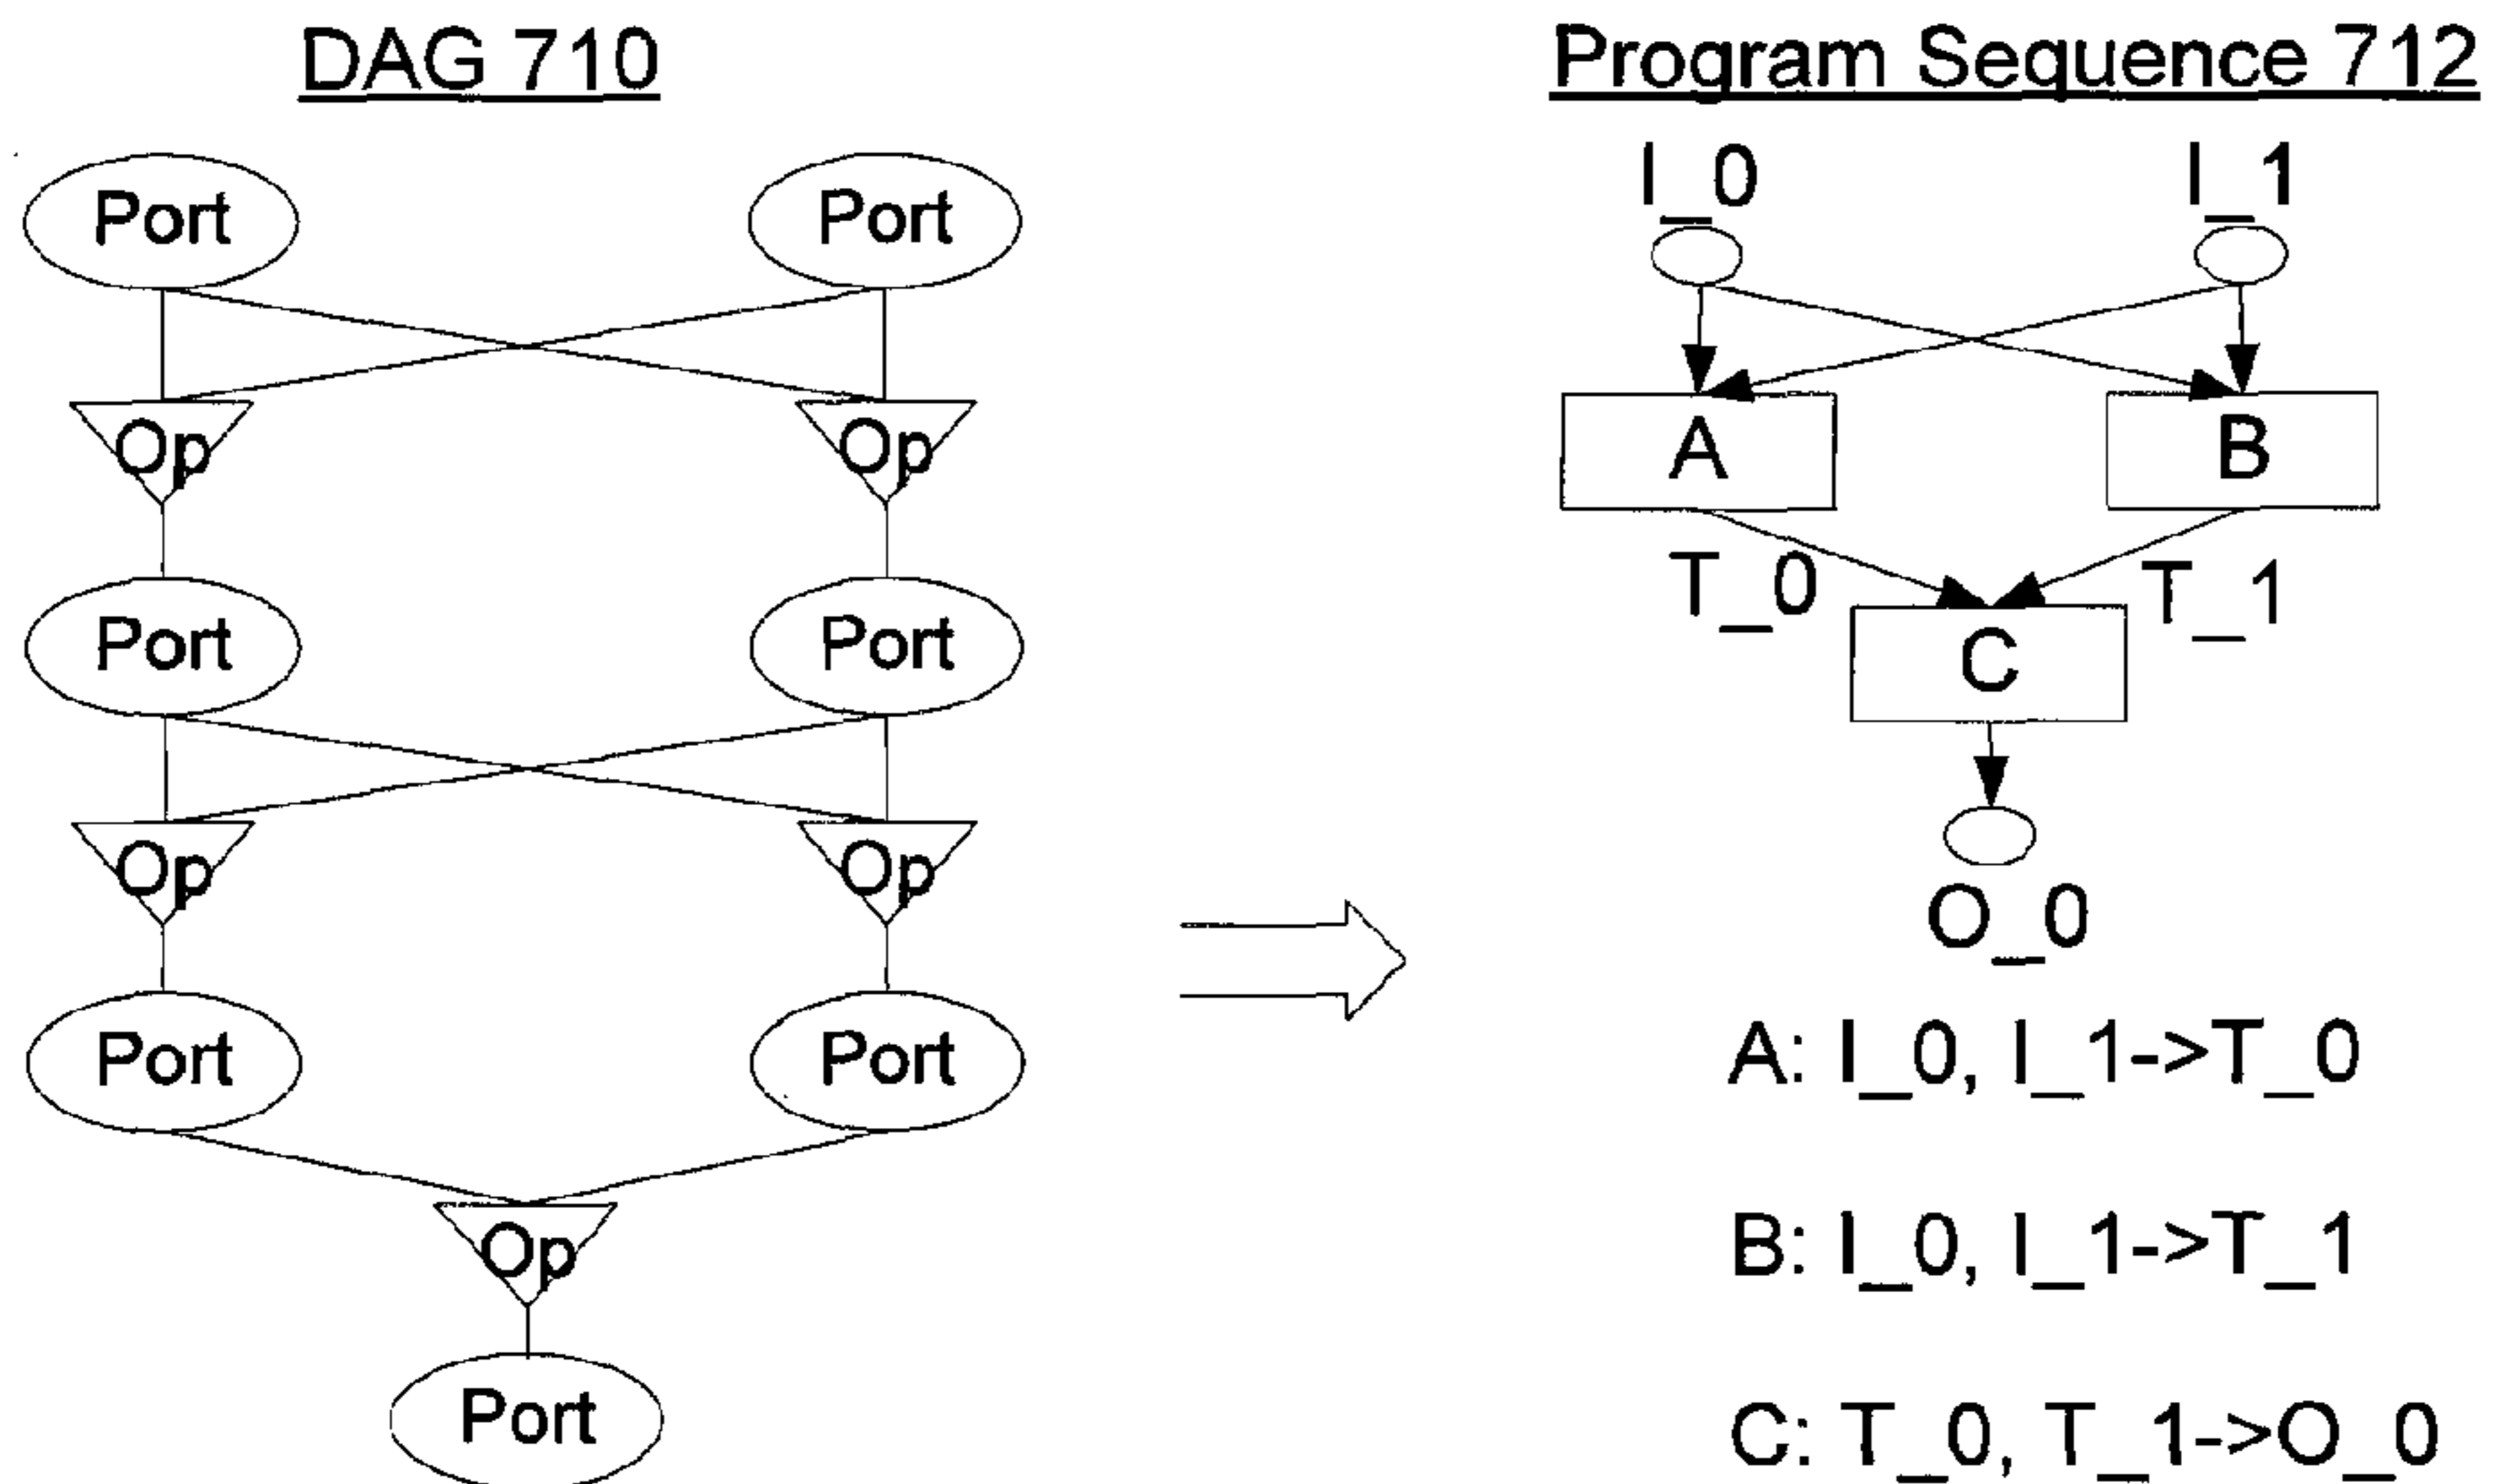 DAG 710
Port Port
Op Op
Port Port
Op Op
Port Port
Op
Port
Program Sequence 712
I_0 I_1
A B
T_0 T_1
C
O_0
A: I_0, I_1->T_0
B: I_0, I_1->T_1
C: T_0, T_1->O_0